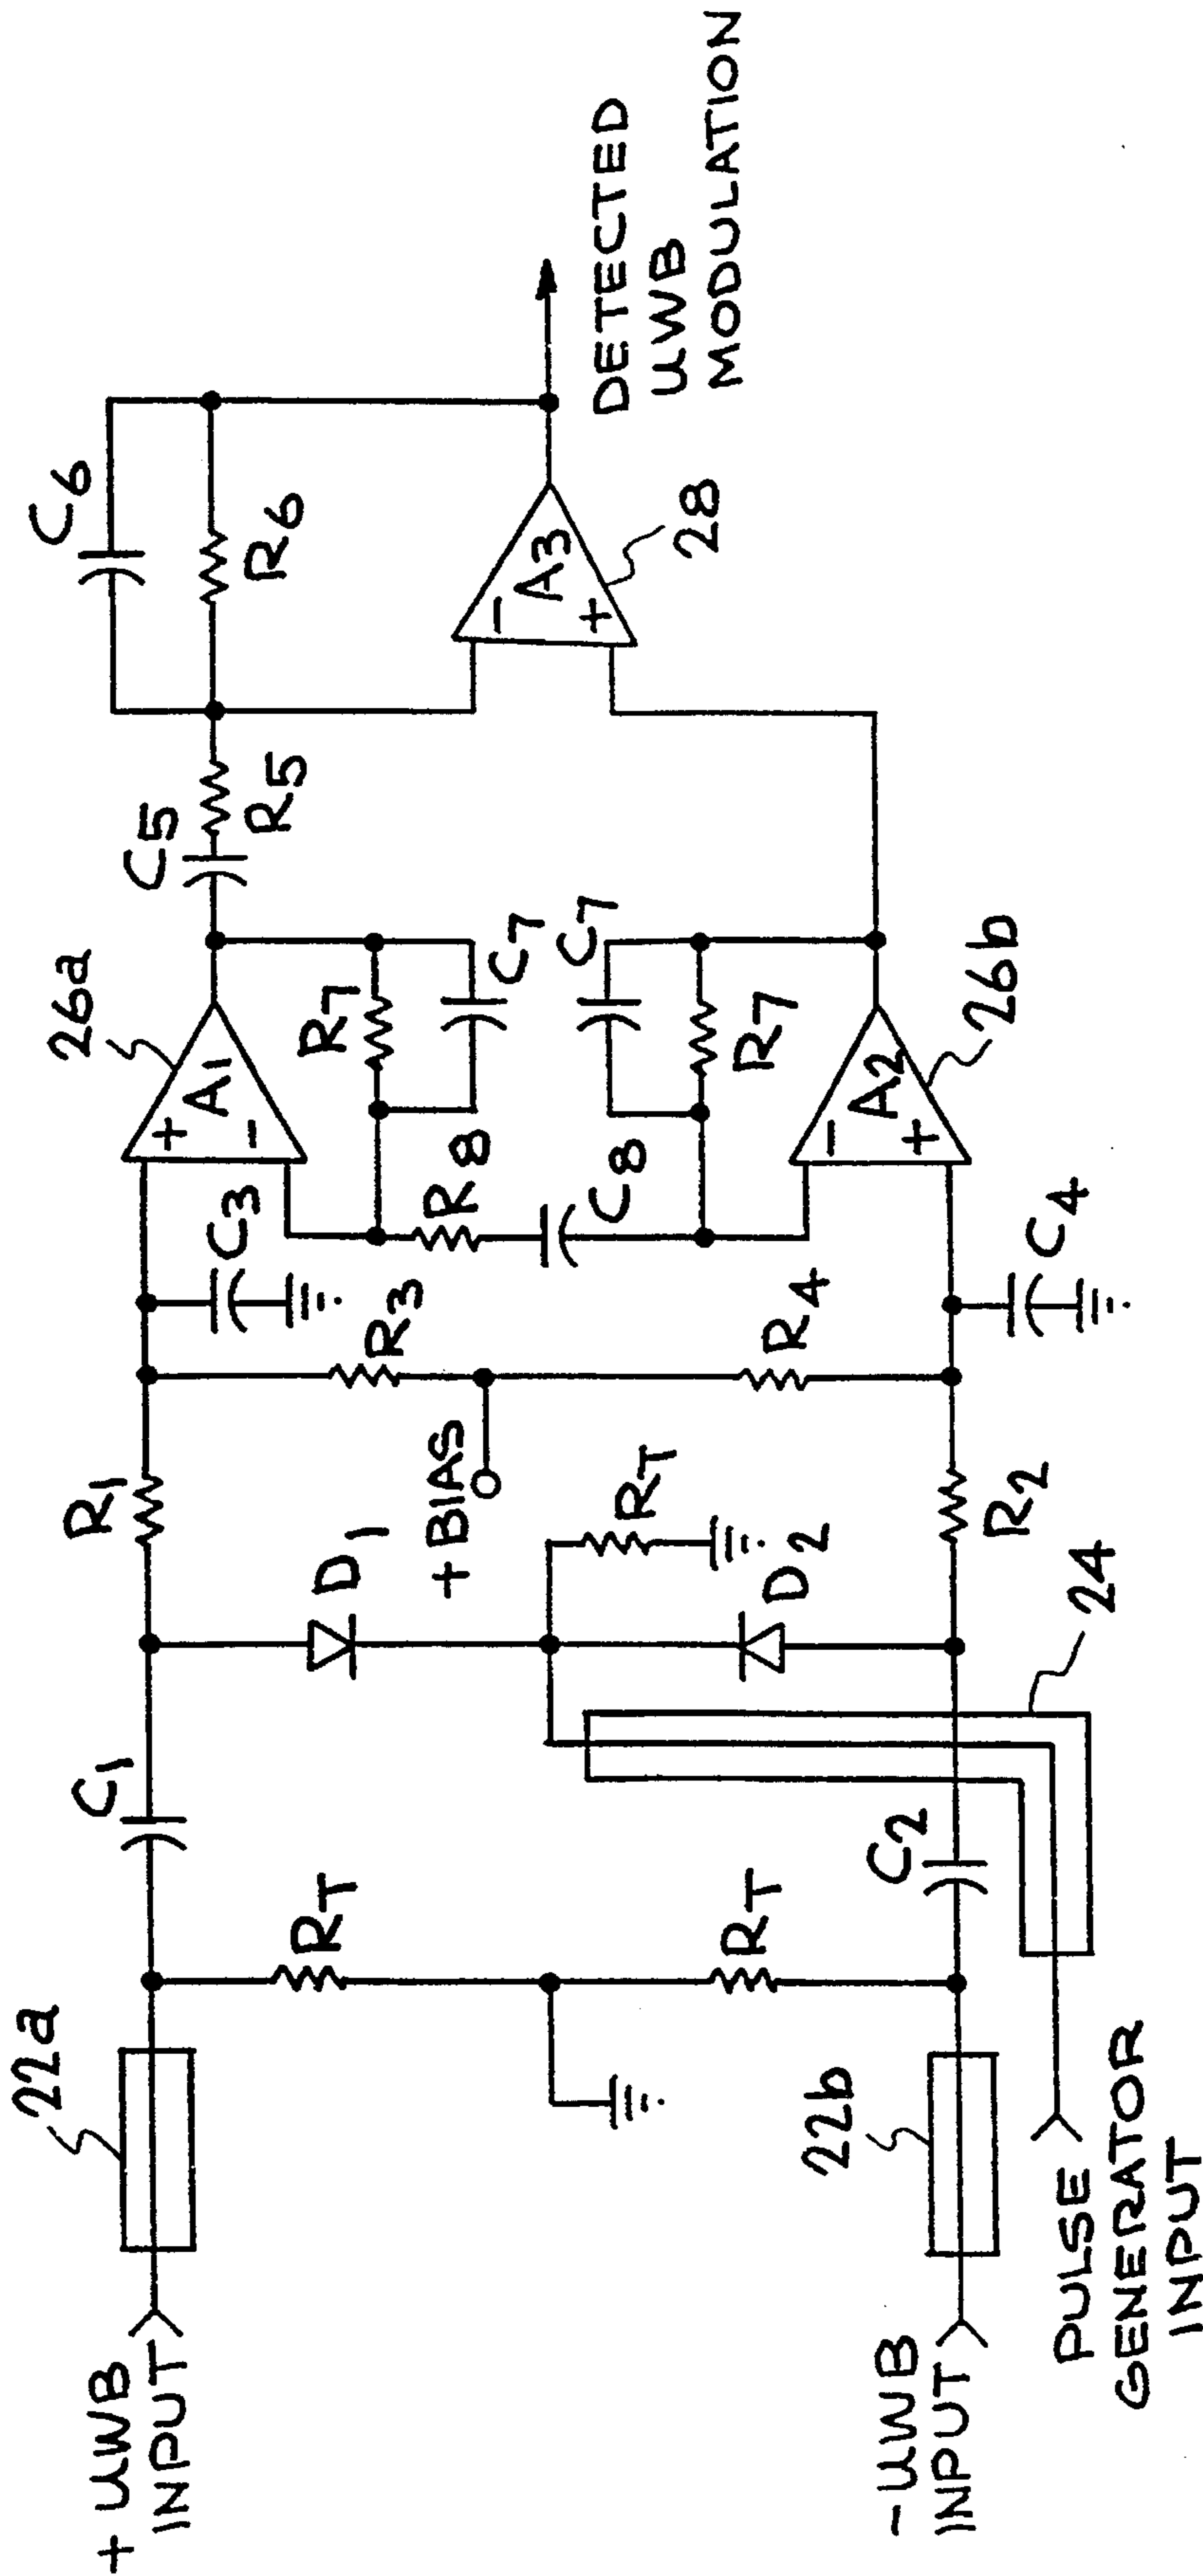 + UWB
INPUT
22a
RT
RT
C1
C2
22b
- UWB
INPUT
PULSE
GENERATOR
INPUT
24
D1
D2
RT
+BIAS
R1
R2
R3
R4
C3
C4
26a
A1
+
-
R7
C7
R8
C8
C7
R7
A2
-
+
26b
C5
R5
C6
R6
A3
-
+
28
DETECTED
UWB
MODULATION